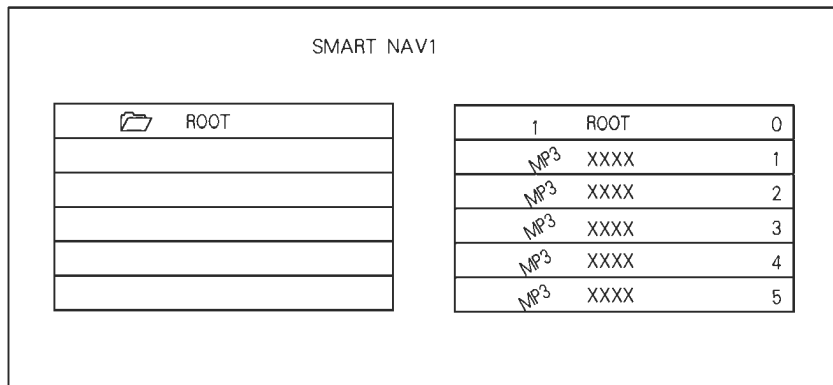 SMART NAV1
ROOT
1 ROOT 0
MP3 XXXX 1
MP3 XXXX 2
MP3 XXXX 3
MP3 XXXX 4
MP3 XXXX 5